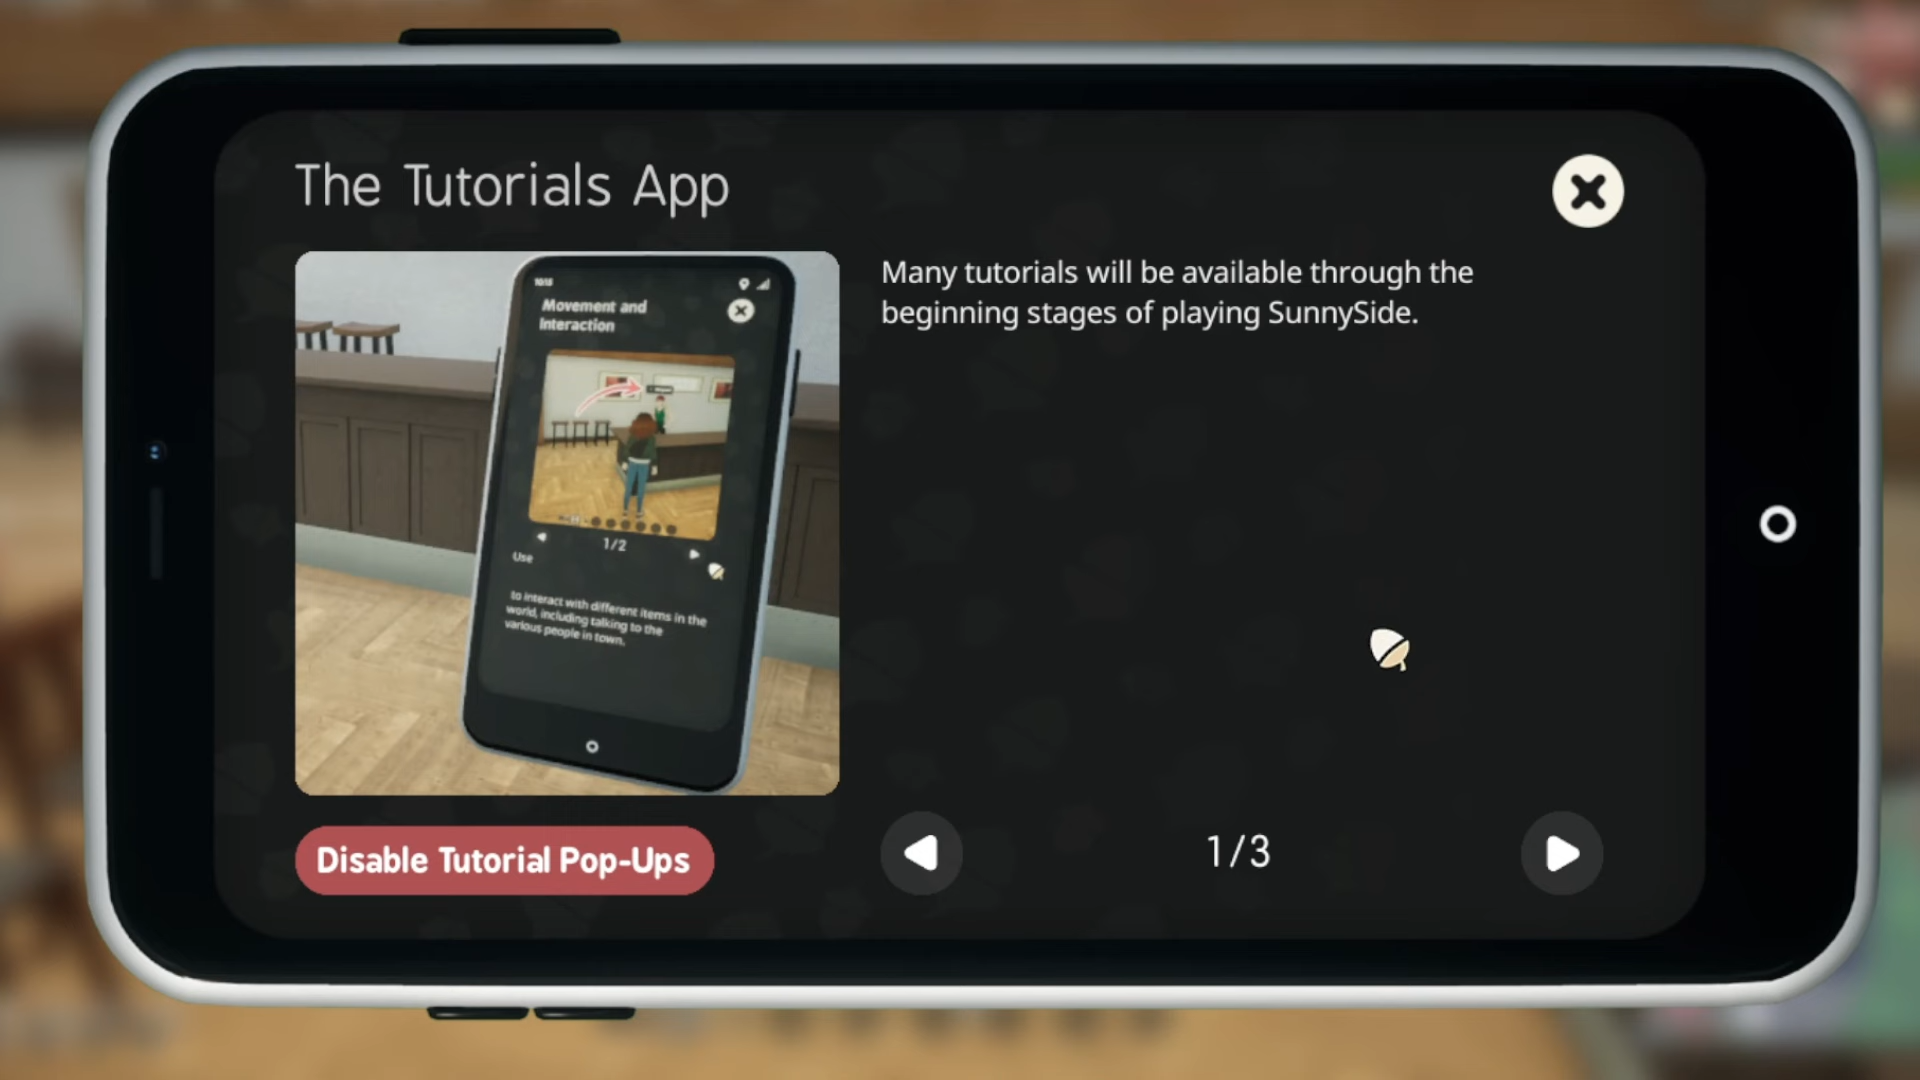 The Tutorials App
Many tutorials will be available through the
beginning stages of playing SunnySide.
Movement and
Interaction
1/2
Use
to interact with different items in the
world, including talking to the
various people in town.
Disable Tutorial Pop-Ups
1/3